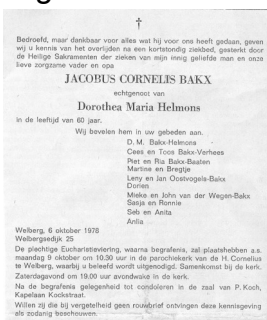 †
Bedroefd, maar dankbaar voor alles wat hij voor ons heeft gedaan, geven
wij u kennis van het overlijden na een kortstondig ziekbed, gesterkt door
de Heilige Sakramenten der zieken van mijn innig geliefde man en onze
lieve zorgzame vader en opa
JACOBUS CORNELIS BAKX
echtgenoot van
Dorothea Maria Helmons
in de leeftijd van 60 jaar.
Wij bevelen hem in uw gebeden aan.
D. M. Bakx-Helmons
Cees en Toos Bakx-Verhees
Piet en Ria Bakx-Baaten
Martine en Bregtje
Leny en Jan Oostvogels-Bakx
Dorien
Mieke en John van der Wegen-Bakx
Sasja en Ronnie
Seb en Anita
Anita
Welberg, 6 oktober 1978
Welbergsedijk 25
De plechtige Eucharistieviering, waarna begrafenis, zal plaatshebben a.s.
maandag 9 oktober om 10.30 uur in de parochiekerk van de H. Cornelius
te Welberg, waarbij u beleefd wordt uitgenodigd. Samenkomst bij de kerk.
Zaterdagavond om 19.00 uur avondwake in de kerk.
Na de begrafenis gelegenheid tot condoleren in de zaal van P. Koch,
Kapelaan Kockstraat.
Willen zij die bij vergetelheid geen rouwbrief ontvingen deze kennisgeving
als zodanig beschouwen.